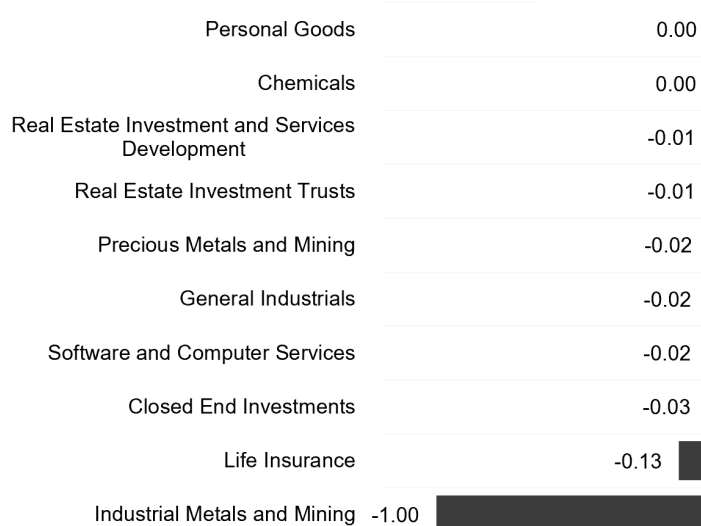 Personal Goods 0.00
Chemicals 0.00
Real Estate Investment and Services
Development -0.01
Real Estate Investment Trusts -0.01
Precious Metals and Mining -0.02
General Industrials -0.02
Software and Computer Services -0.02
Closed End Investments -0.03
Life Insurance -0.13
Industrial Metals and Mining -1.00